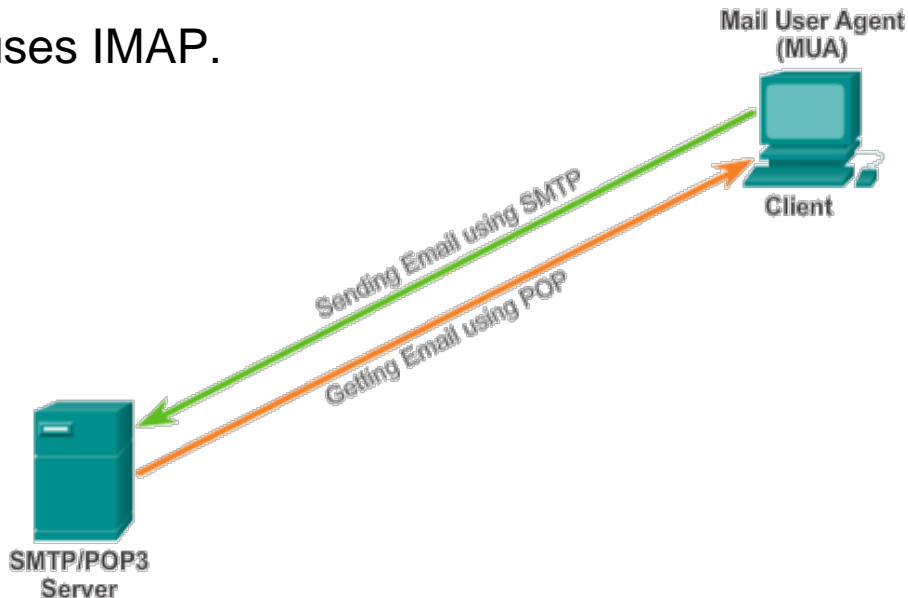 Mail User Agent
(MUA)
uses IMAP.
Client
Sending Email using SMTP
Getting Email using POP
SMTP/POP3
Server